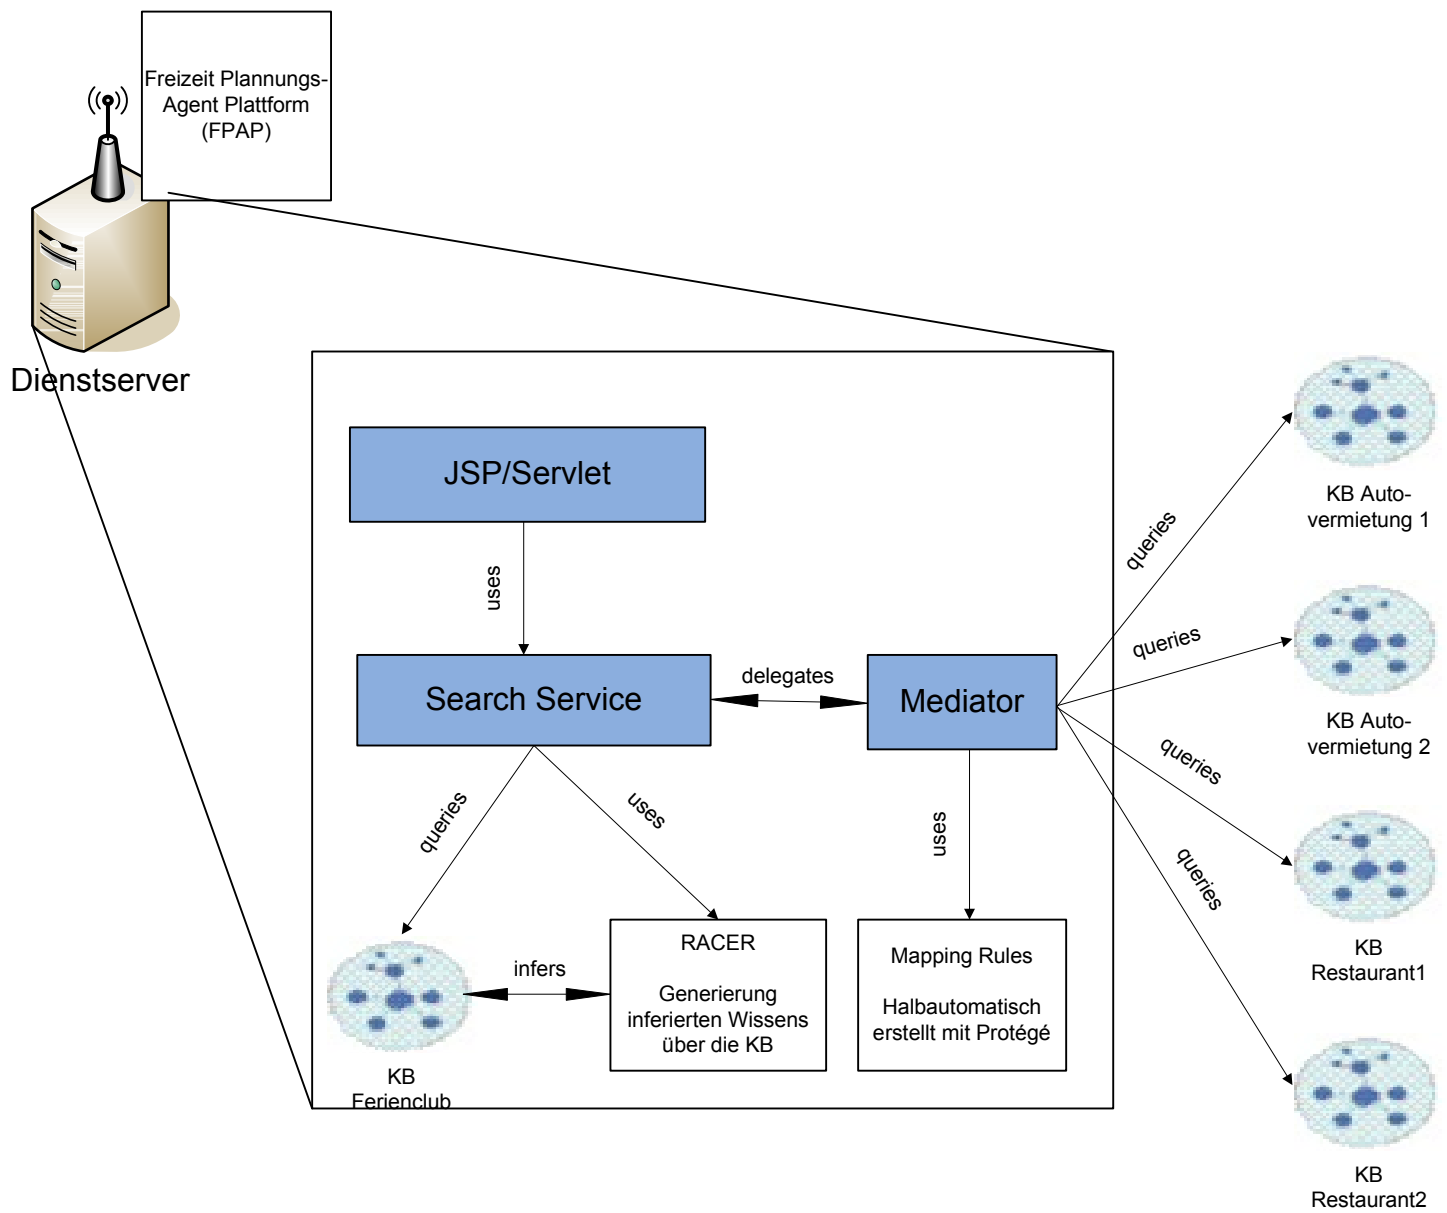 Freizeit Plannungs-
Agent Plattform
(FPAP)
Dienstserver
JSP/Servlet
uses
Search Service
delegates
Mediator
queries
uses
uses
infers
KB
Ferienclub
RACER
Generierung
inferierten Wissens
über die KB
Mapping Rules
Halbautomatisch
erstellt mit Protégé
queries
queries
queries
queries
KB Auto-
vermietung 1
KB Auto-
vermietung 2
KB
Restaurant1
KB
Restaurant2